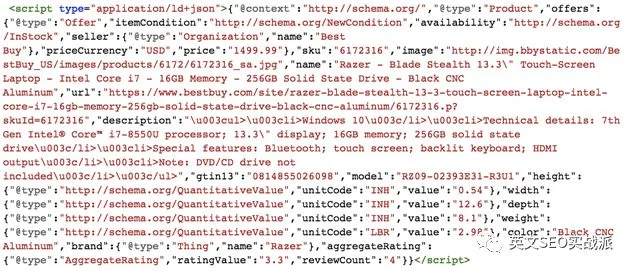 <script type="application/ld+json">{"@context":"http://schema.org/","@type":"Product","offers":
{"@type":"Offer","itemCondition":"http://schema.org/NewCondition","availability":"http://schema.org
/InStock","seller":{"@type":"Organization","name":"Best
Buy"},"priceCurrency":"USD","price":"1499.99"},"sku":"6172316","image":"http://img.bbystatic.com/Be
stBuy_US/images/products/6172/6172316_sa.jpg","name":"Razer - Blade Stealth 13.3\" Touch-Screen
Laptop - Intel Core i7 - 16GB Memory - 256GB Solid State Drive - Black CNC
Aluminum","url":"https://www.bestbuy.com/site/razer-blade-stealth-13-3-touch-screen-laptop-intel-
core-i7-16gb-memory-256gb-solid-state-drive-black-cnc-aluminum/6172316.p?
skuId=6172316","description":"\u003cul>\u003cli>Windows 10\u003c/li>\u003cli>Technical details: 7th
Gen Intel® Core™ i7-8550U processor; 13.3\" display; 16GB memory; 256GB solid state
drive\u003c/li>\u003cli>Special features: Bluetooth; touch screen; backlit keyboard; HDMI
output\u003c/li>\u003cli>Note: DVD/CD drive not
included\u003c/li>\u003c/ul>","gtin13":"0814855026098","model":"RZ09-02393E31-R3U1","height":
{"@type":"http://schema.org/QuantitativeValue","unitCode":"INH","value":"0.54"},"width":
{"@type":"http://schema.org/QuantitativeValue","unitCode":"INH","value":"12.6"},"depth":
{"@type":"http://schema.org/QuantitativeValue","unitCode":"INH","value":"8.1"},"weight":
{"@type":"http://schema.org/QuantitativeValue","unitCode":"LBR","value":"2.98"},"color":"Black CNC
Aluminum","brand":{"@type":"Thing","name":"Razer"},"aggregateRating":
{"@type":"AggregateRating","ratingValue":"3.3","reviewCount":"4"}}</script>
英文SEO实战派